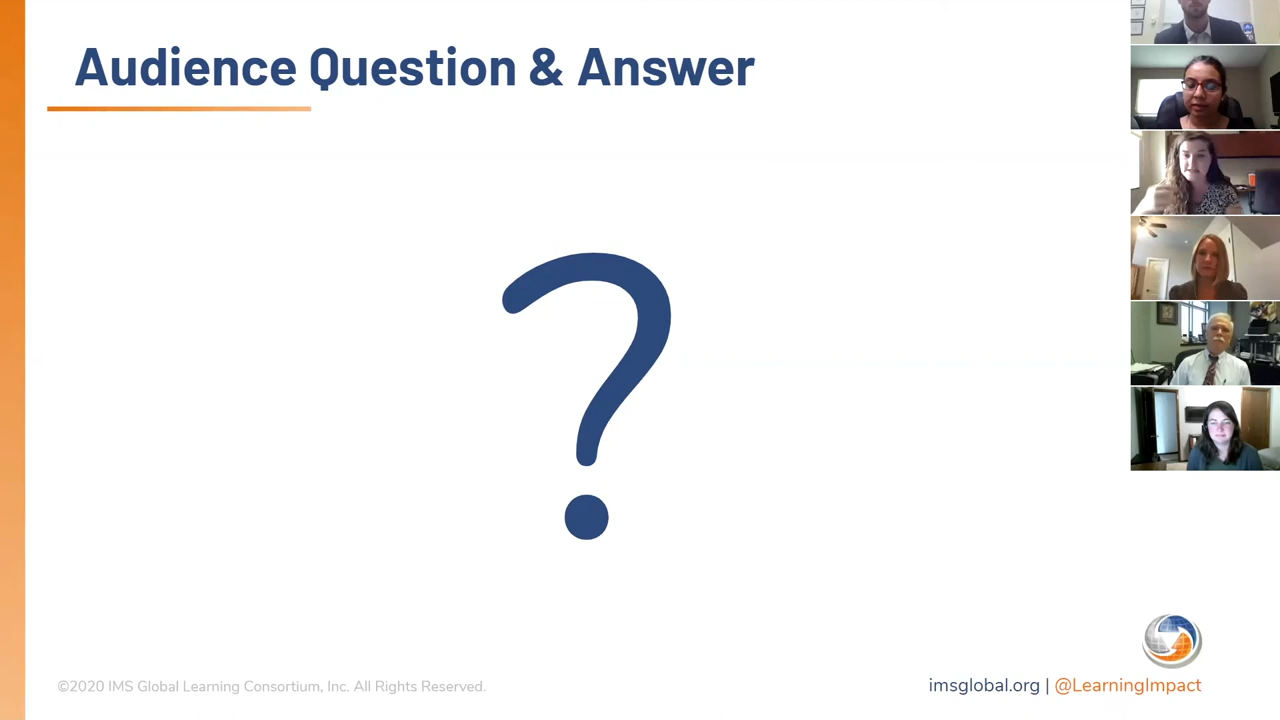 Audience Question & Answer
?
©2020 IMS Global Learning Consortium, Inc. All Rights Reserved.
imsglobal.org | @LearningImpact